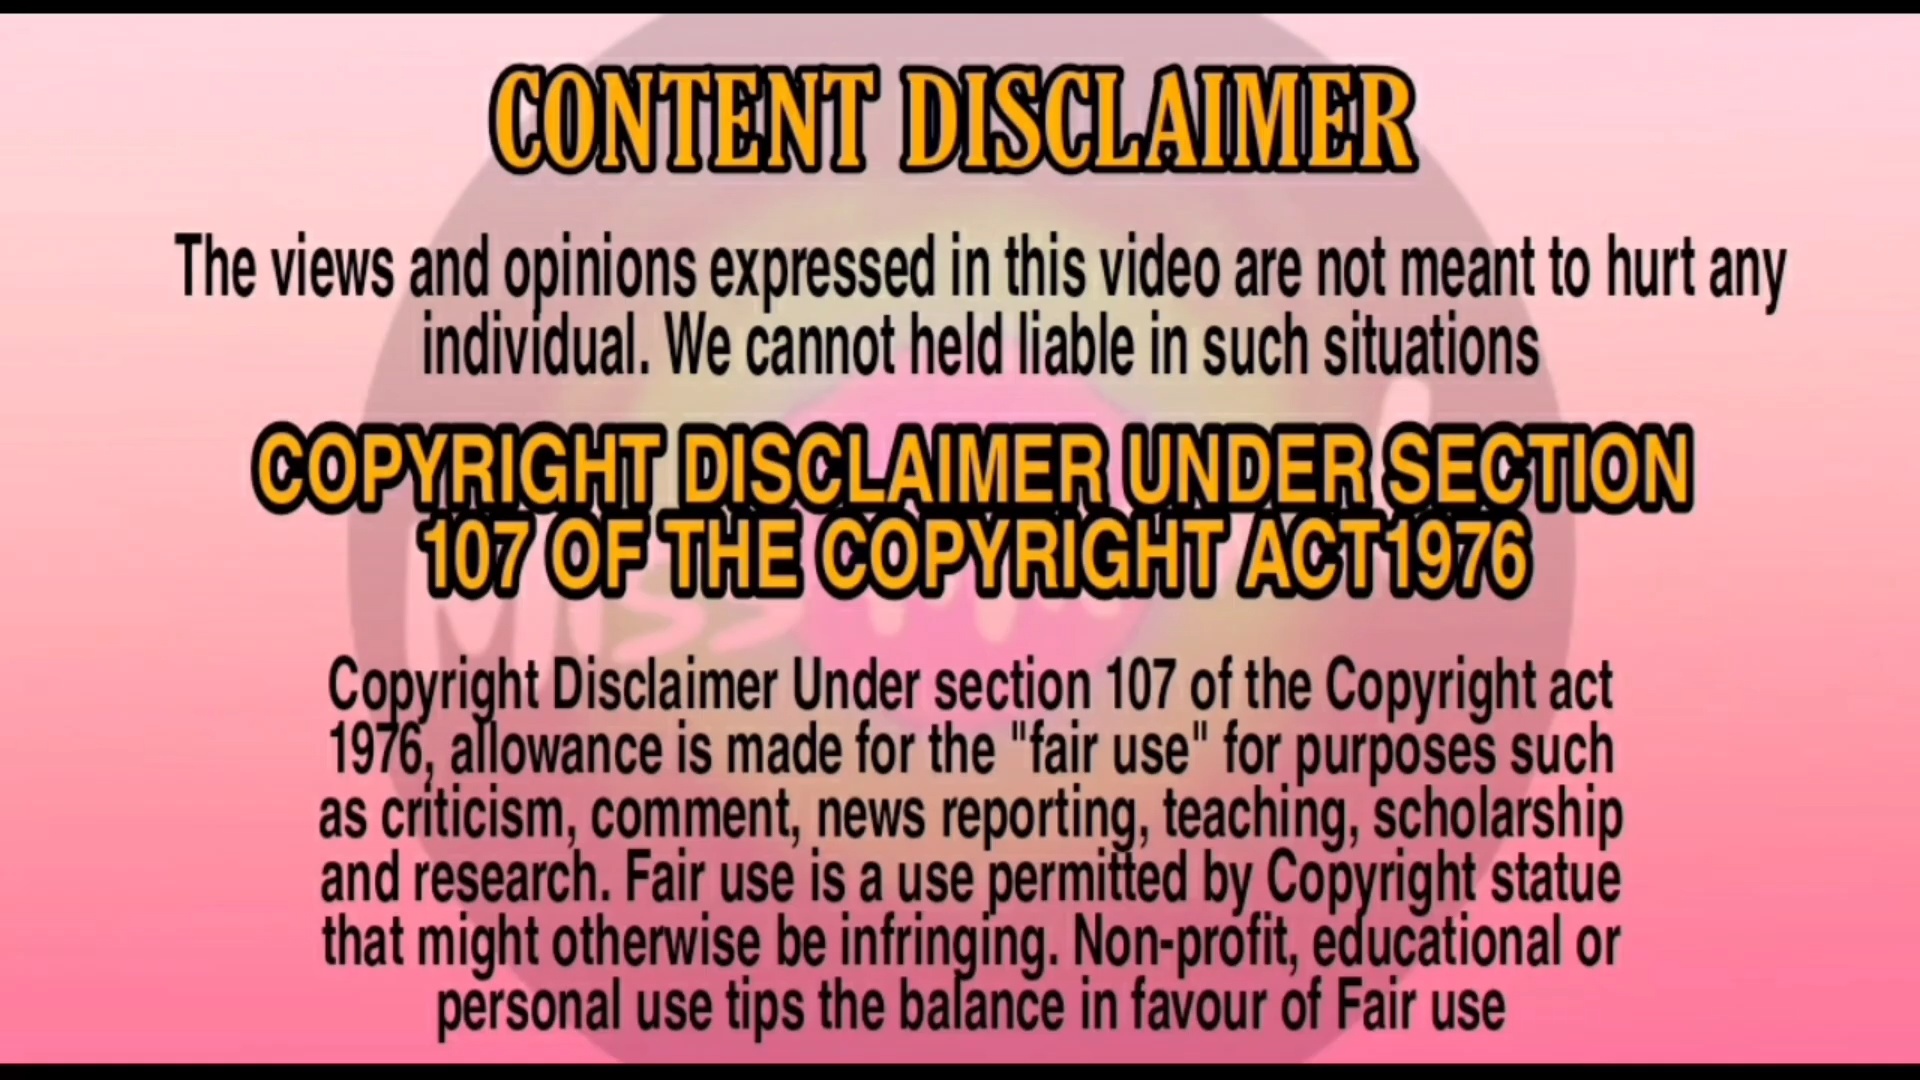 CONTENT DISCLAIMER
The views and opinions expressed in this video are not meant to hurt any
individual. We cannot held liable in such situations
COPYRIGHT DISCLAIMER UNDER SECTION
107 OF THE COPYRIGHT ACT1976
Miss
Copyright Disclaimer Under section 107 of the Copyright act
1976, allowance is made for the "fair use" for purposes such
as criticism, comment, news reporting, teaching, scholarship
and research. Fair use is a use permitted by Copyright statue
that might otherwise be infringing. Non-profit, educational or
personal use tips the balance in favour of Fair use